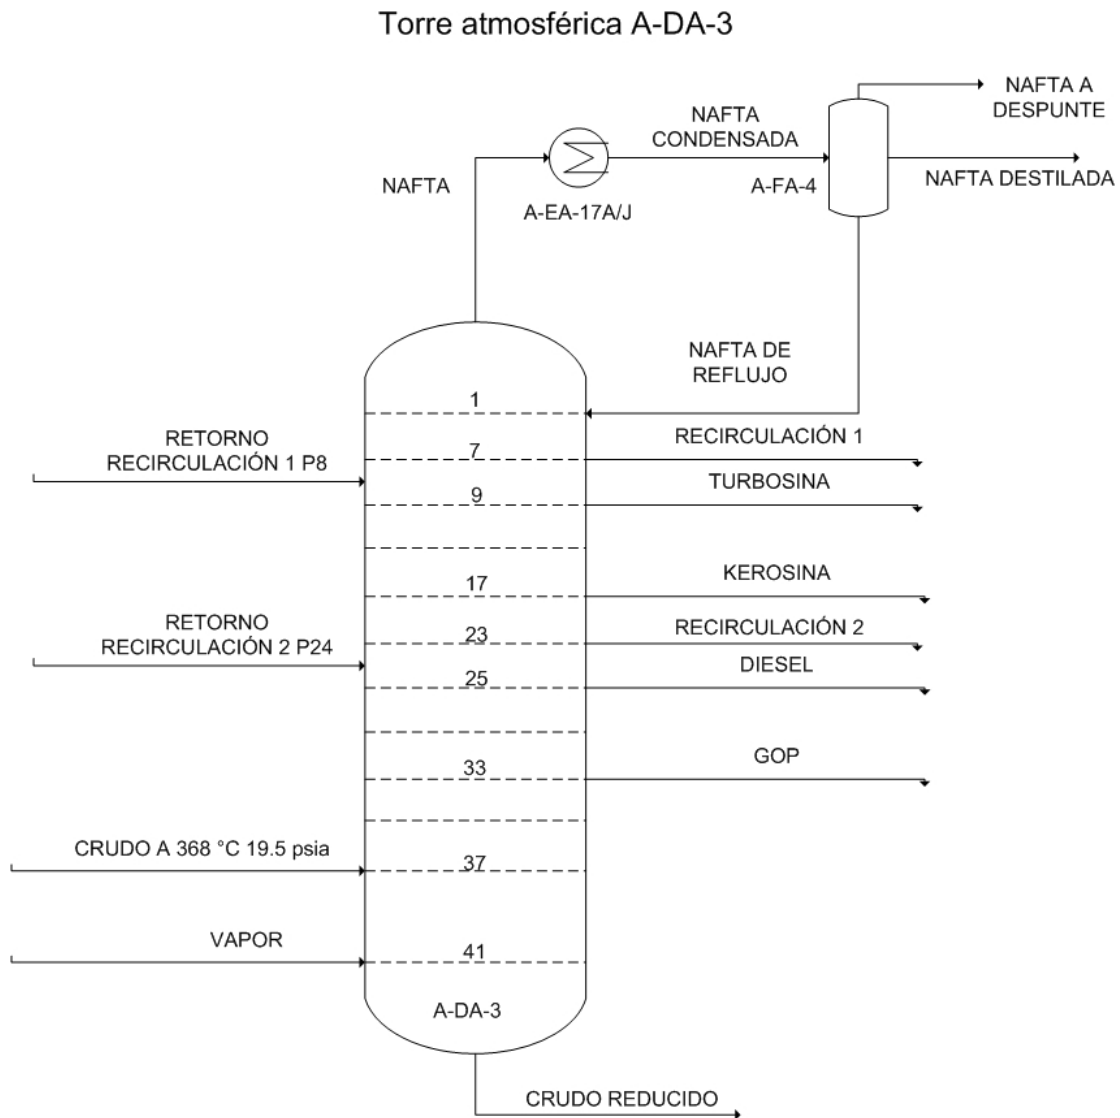 Torre atmosférica A-DA-3
NAFTA A
DESPUNTE
NAFTA
CONDENSADA
NAFTA
A-FA-4
NAFTA DESTILADA
A-EA-17A/J
NAFTA DE
REFLUJO
1
RETORNO
RECIRCULACIÓN 1 P8
7
RECIRCULACIÓN 1
9
TURBOSINA
17
KEROSINA
RETORNO
RECIRCULACIÓN 2 P24
23
RECIRCULACIÓN 2
25
DIESEL
33
GOP
CRUDO A 368 °C 19.5 psia
37
VAPOR
41
A-DA-3
CRUDO REDUCIDO